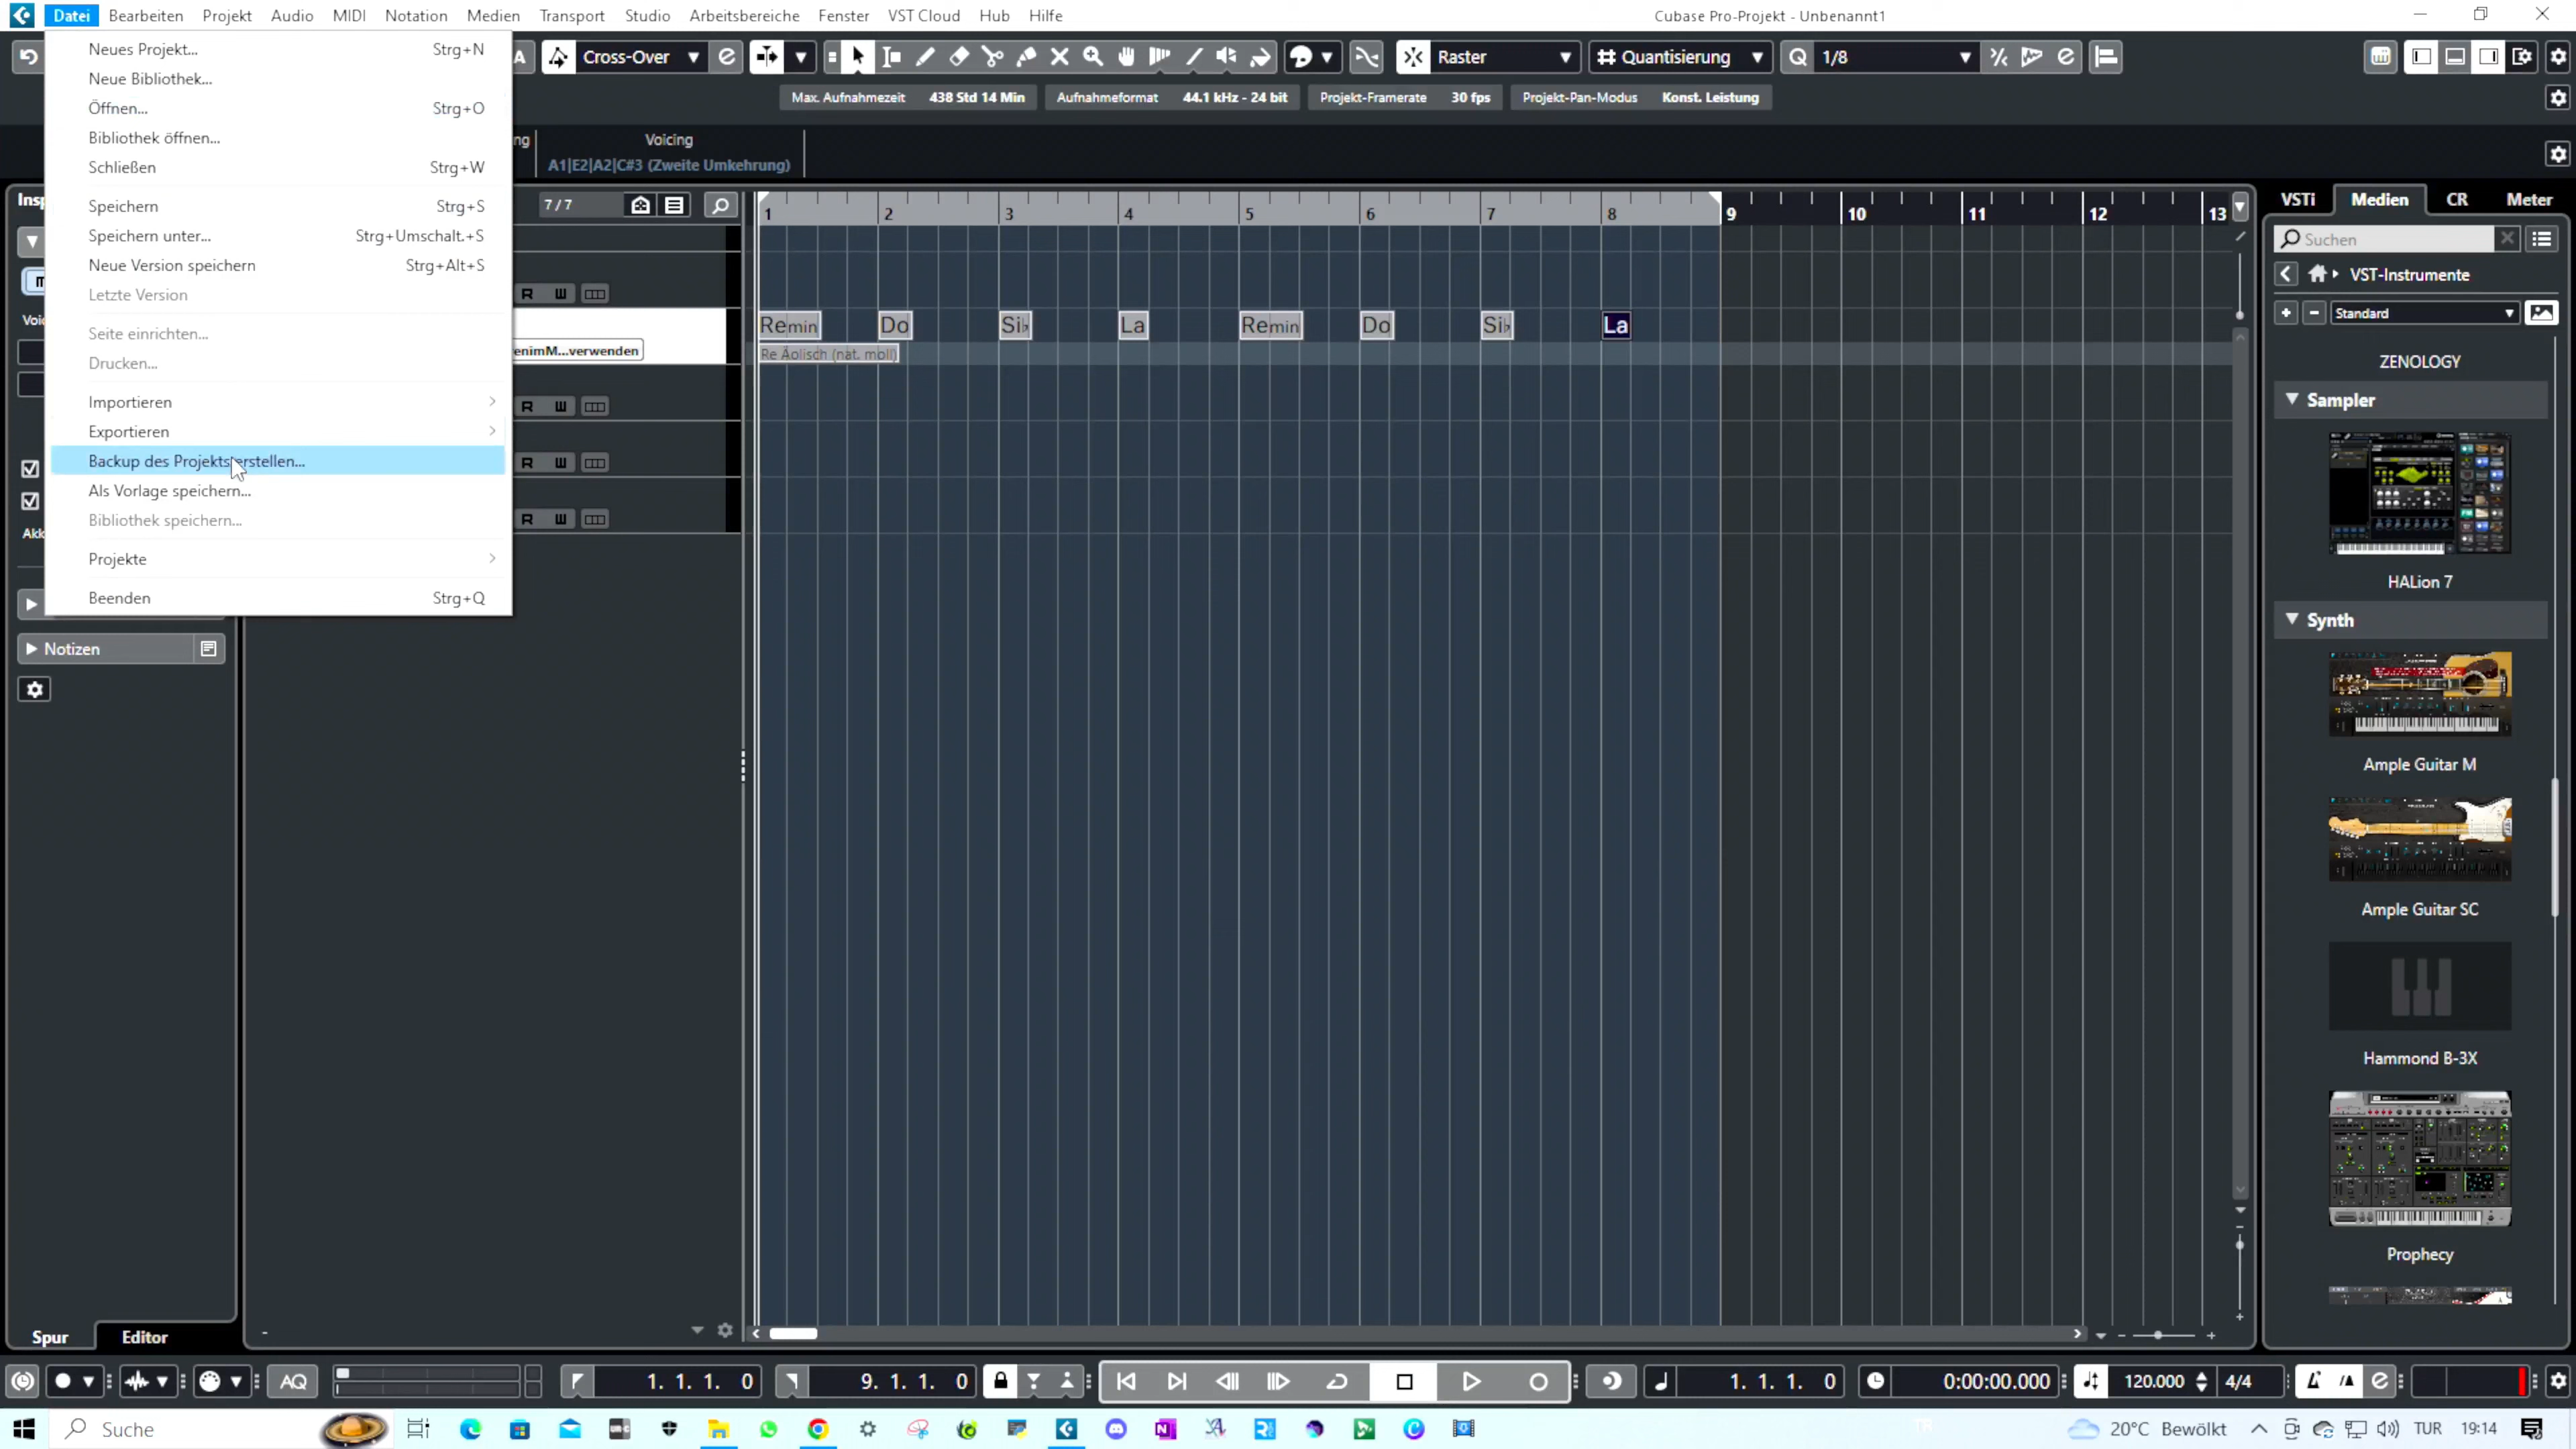 Datei Bearbeiten Projekt Audio MIDI Notation Medien Transport Studio Arbeitsbereiche Fenster VST Cloud Hub Hilfe
Cubase Pro-Projekt - Unbenannt1
Neues Projekt... Strg+N
Neue Bibliothek...
Öffnen... Strg+O
Bibliothek öffnen...
Schließen Strg+W
Speichern Strg+S
Speichern unter... Strg+Umschalt.+S
Neue Version speichern Strg+Alt+S
Letzte Version
Seite einrichten...
Drucken...
Importieren
Exportieren
Backup des Projekts erstellen...
Als Vorlage speichern...
Bibliothek speichern...
Projekte
Beenden Strg+Q
A Cross-Over Raster Quantisierung Q 1/8
Max. Aufnahmezeit 438 Std 14 Min Aufnahmeformat 44.1 kHz - 24 bit Projekt-Framerate 30 fps Projekt-Pan-Modus Konst. Leistung
ng Voicing
A1|E2|A2|C#3 (Zweite Umkehrung)
Insp
Voic
Akk
7 / 7
1 2 3 4 5 6 7 8 9 10 11 12 13
R W
Remin Do Si♭ La Remin Do Si♭ La
enimM...verwenden
Re Äolisch (nat. moll)
R W
R W
R W
Notizen
VSTi Medien CR Meter
Suchen
VST-Instrumente
Standard
ZENOLOGY
Sampler
HALion 7
Synth
Ample Guitar M
Ample Guitar SC
Hammond B-3X
Prophecy
Spur Editor
-
AQ 1. 1. 1. 0 9. 1. 1. 0 1. 1. 1. 0 0:00:00.000 120.000 4/4
Suche 20°C Bewölkt TUR 19:14